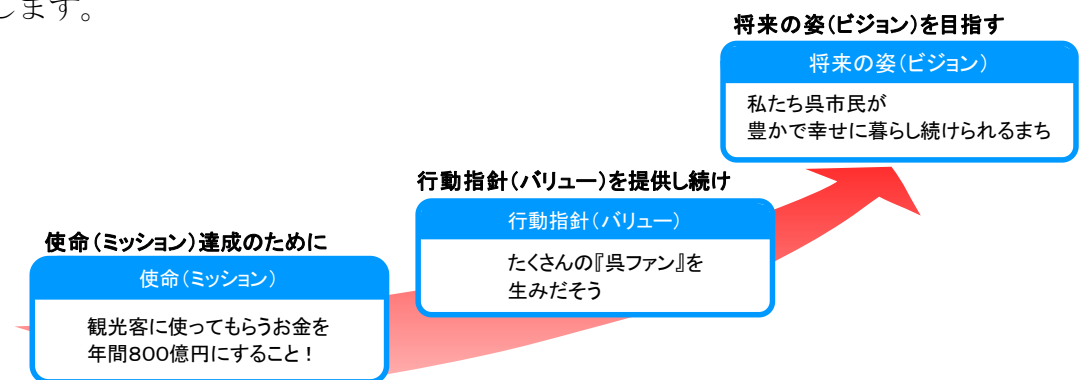 します。
将来の姿(ビジョン)を目指す
将来の姿(ビジョン)
私たち呉市民が
豊かで幸せに暮らし続けられるまち
行動指針(バリュー)を提供し続け
行動指針(バリュー)
たくさんの『呉ファン』を
生みだそう
使命(ミッション)達成のために
使命(ミッション)
観光客に使ってもらうお金を
年間800億円にすること!